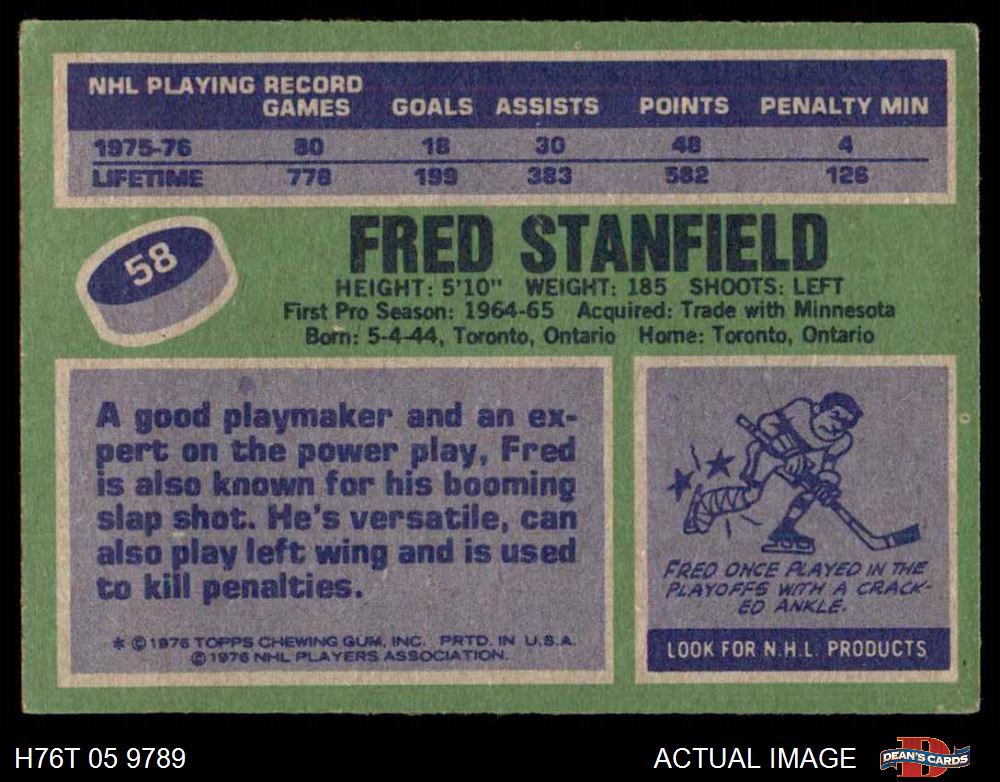 NHL PLAYING RECORD
GAMES GOALS ASSISTS POINTS PENALTY MIN
1975-76 80 18 30 48 4
LIFETIME 778 199 383 582 126
58
FRED STANFIELD
HEIGHT: 5'10" WEIGHT: 185 SHOOTS: LEFT
First Pro Season: 1964-65 Acquired: Trade with Minnesota
Born: 5-4-44, Toronto, Ontario Home: Toronto, Ontario
A good playmaker and an ex-
pert on the power play, Fred
is also known for his booming
slap shot. He's versatile, can
also play left wing and is used
to kill penalties.
* © 1976 TOPPS CHEWING GUM, INC. PRTD. IN U.S.A.
© 1976 NHL PLAYERS ASSOCIATION.
FRED ONCE PLAYED IN THE
PLAYOFFS WITH A CRACK-
ED ANKLE.
LOOK FOR N.H.L. PRODUCTS
H76T 05 9789
ACTUAL IMAGE
DEAN'S CARDS